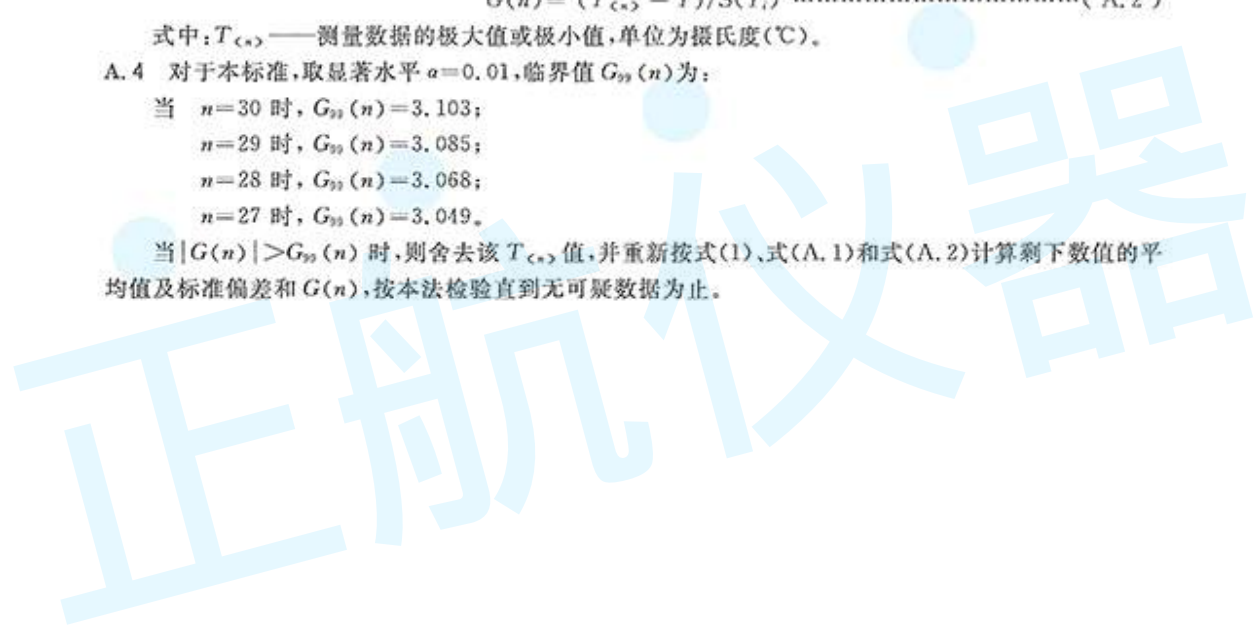 G(n)=(T₍ₙ₎−T)/S(Tᵢ) ……………………………( A. 2 )
式中:T₍ₙ₎——测量数据的极大值或极小值,单位为摄氏度(℃)。
A. 4 对于本标准,取显著水平 α=0. 01,临界值 G₉₉(n)为:
当 n=30 时, G₉₉(n)=3. 103;
n=29 时, G₉₉(n)=3. 085;
n=28 时, G₉₉(n)=3. 068;
n=27 时, G₉₉(n)=3. 049。
当|G(n)|>G₉₉(n) 时,则舍去该 T₍ₙ₎值,并重新按式(1)、式(A. 1)和式(A. 2)计算剩下数值的平
均值及标准偏差和 G(n),按本法检验直到无可疑数据为止。
正航仪器